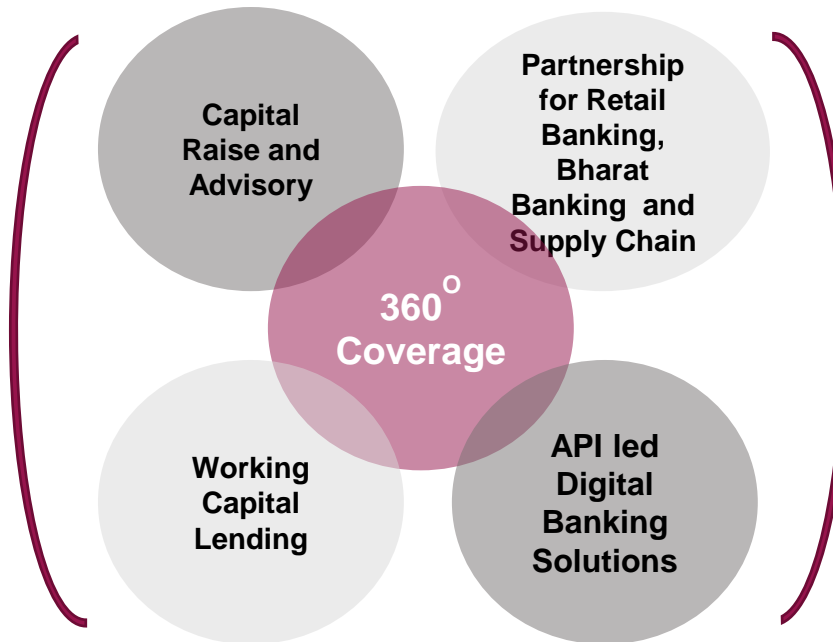 Capital
Raise and
Advisory
Partnership
for Retail
Banking,
Bharat
Banking and
Supply Chain
360O
Coverage
Working
Capital
Lending
API led
Digital
Banking
Solutions